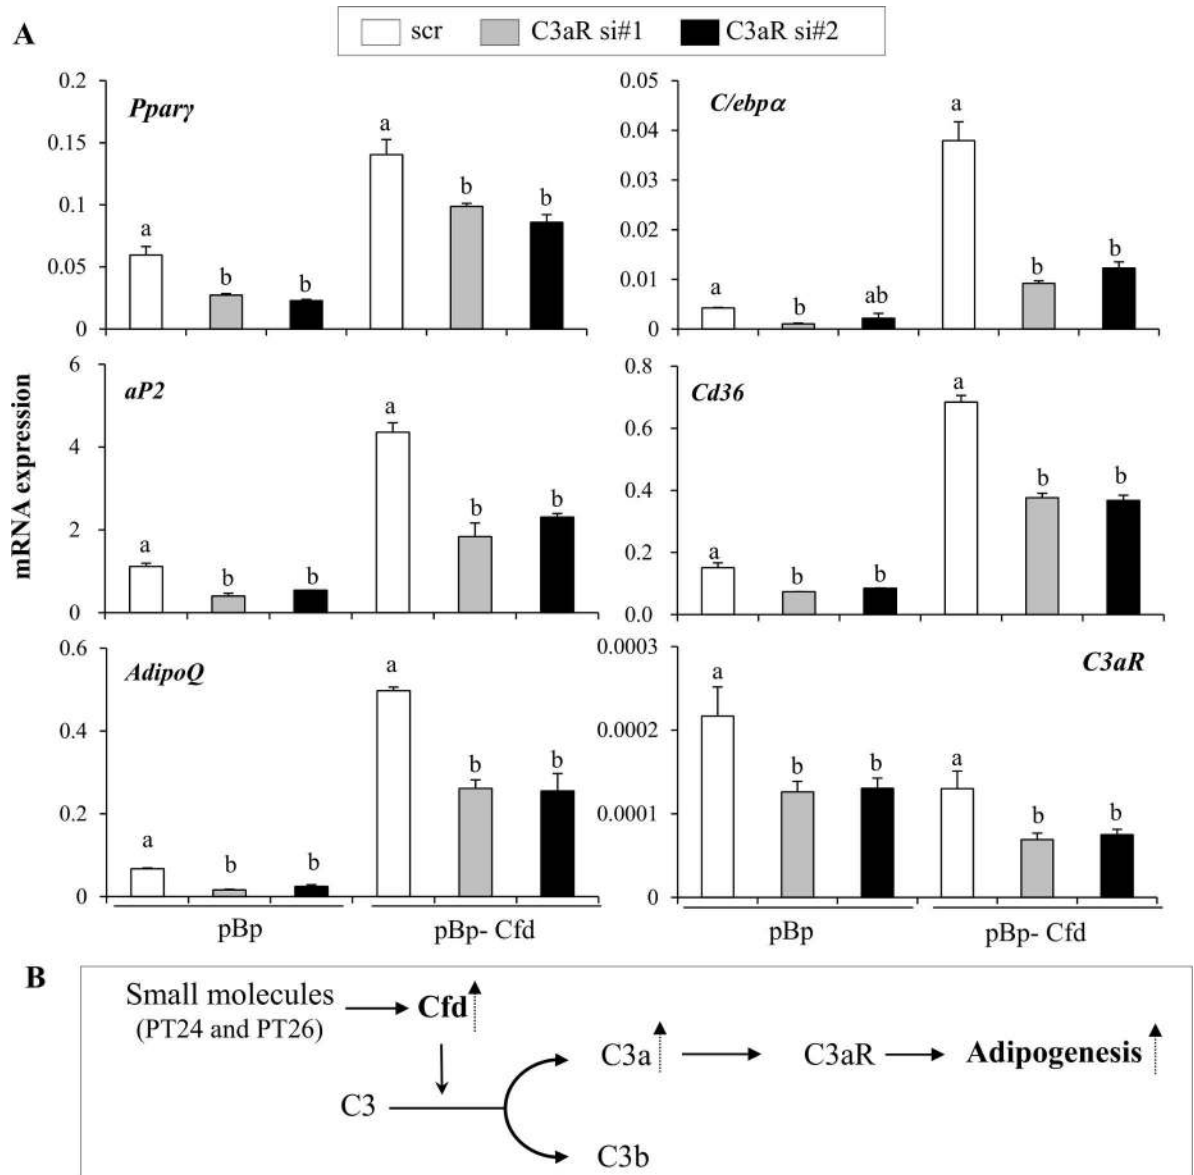 A
scr C3aR si#1 C3aR si#2
mRNA expression
Pparγ
0.2
0.15
0.1
0.05
0
a b b a b b
C/ebpα
0.05
0.04
0.03
0.02
0.01
0
a b ab a b b
aP2
6
4
2
0
a b b a b b
Cd36
0.8
0.6
0.4
0.2
0.0
a b b a b b
AdipoQ
0.6
0.4
0.2
0
a b b a b b
pBp pBp- Cfd
C3aR
0.0003
0.0002
0.0001
0
a b b a b b
pBp pBp- Cfd
B
Small molecules
(PT24 and PT26)
Cfd
C3
C3a C3aR Adipogenesis
C3b